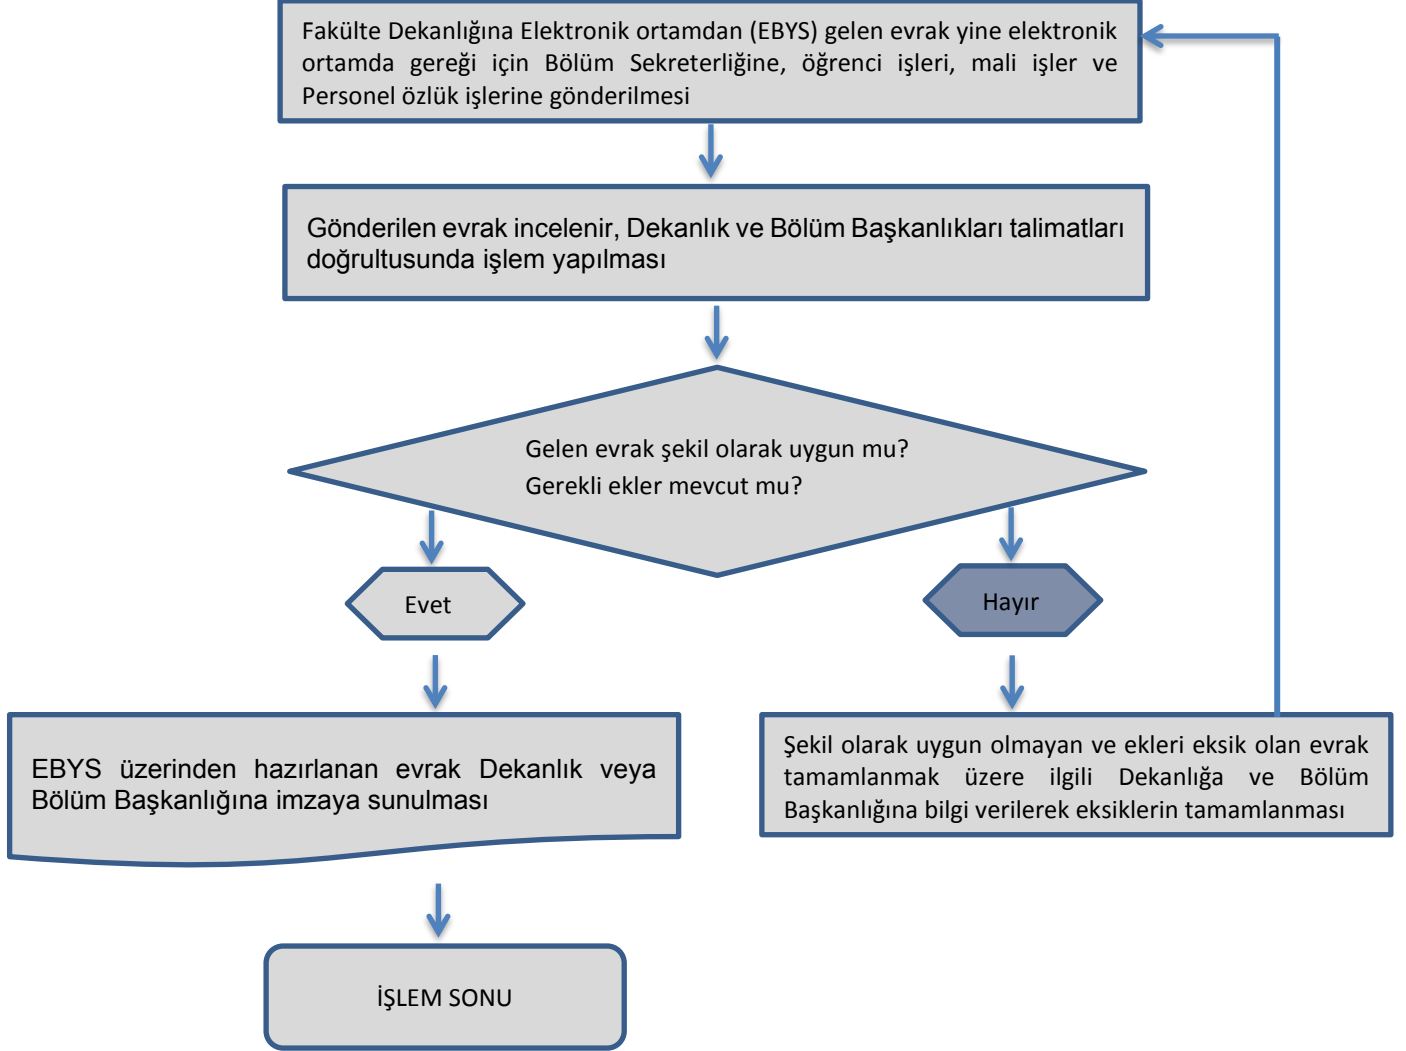 Fakülte Dekanlığına Elektronik ortamdan (EBYS) gelen evrak yine elektronik
ortamda gereği için Bölüm Sekreterliğine, öğrenci işleri, mali işler ve
Personel özlük işlerine gönderilmesi
Gönderilen evrak incelenir, Dekanlık ve Bölüm Başkanlıkları talimatları
doğrultusunda işlem yapılması
Gelen evrak şekil olarak uygun mu?
Gerekli ekler mevcut mu?
Evet
Hayır
EBYS üzerinden hazırlanan evrak Dekanlık veya
Bölüm Başkanlığına imzaya sunulması
Şekil olarak uygun olmayan ve ekleri eksik olan evrak
tamamlanmak üzere ilgili Dekanlığa ve Bölüm
Başkanlığına bilgi verilerek eksiklerin tamamlanması
İŞLEM SONU